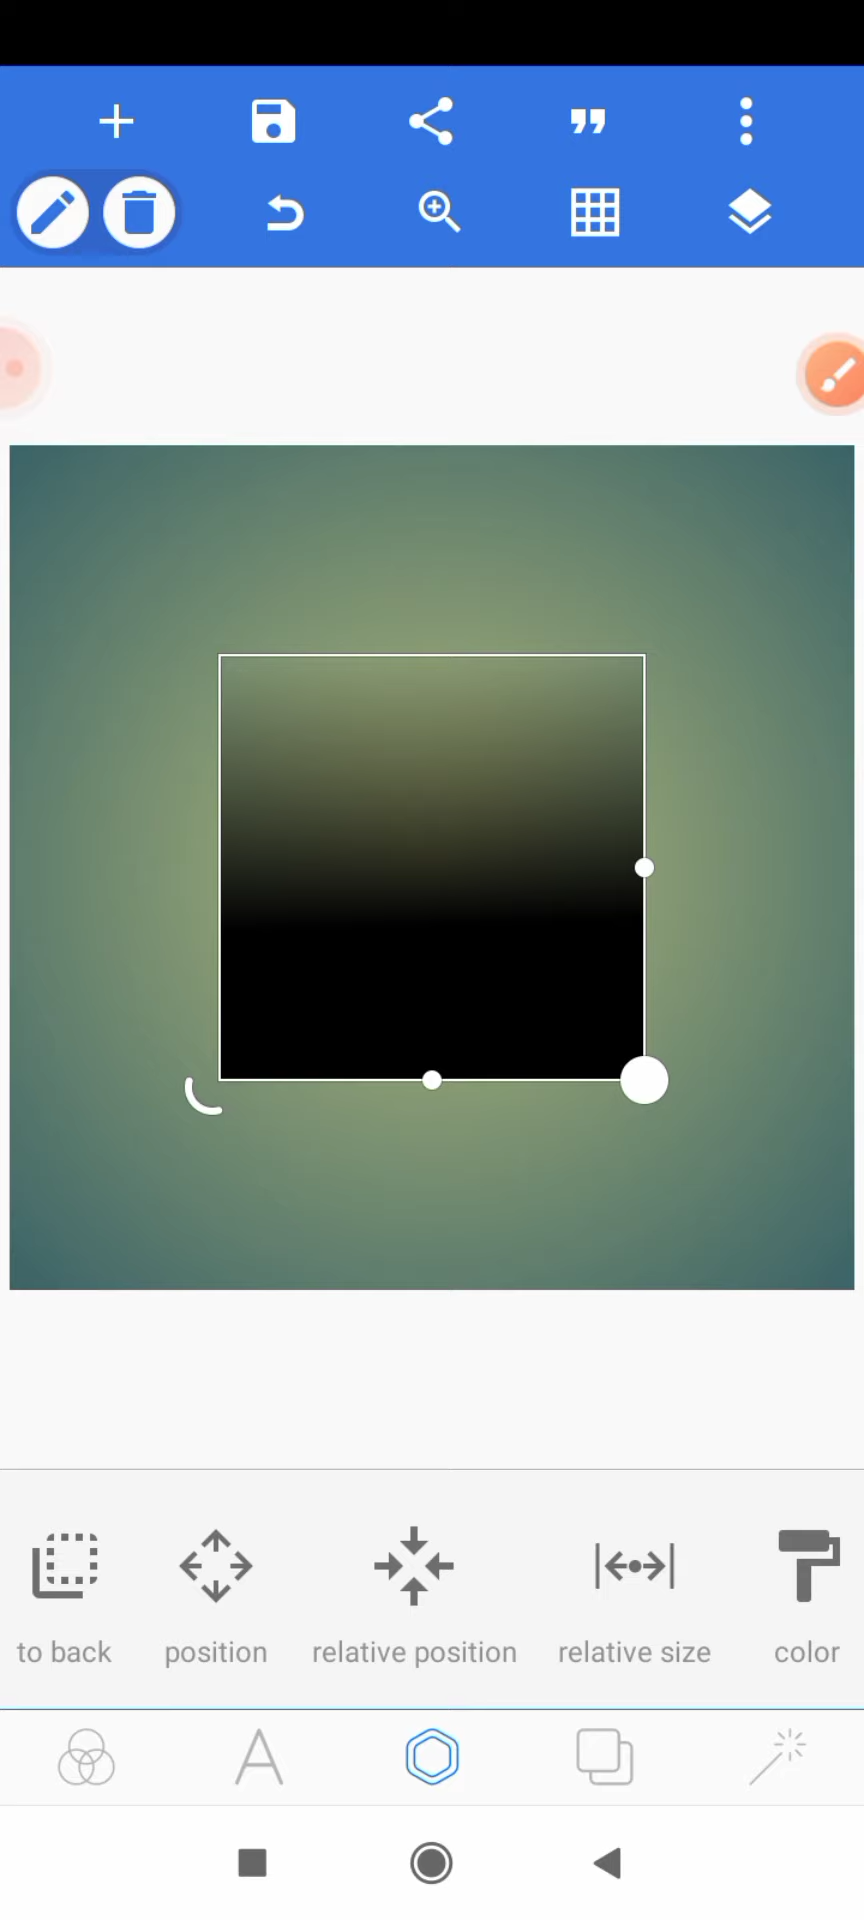 to back
position
relative position
relative size
color